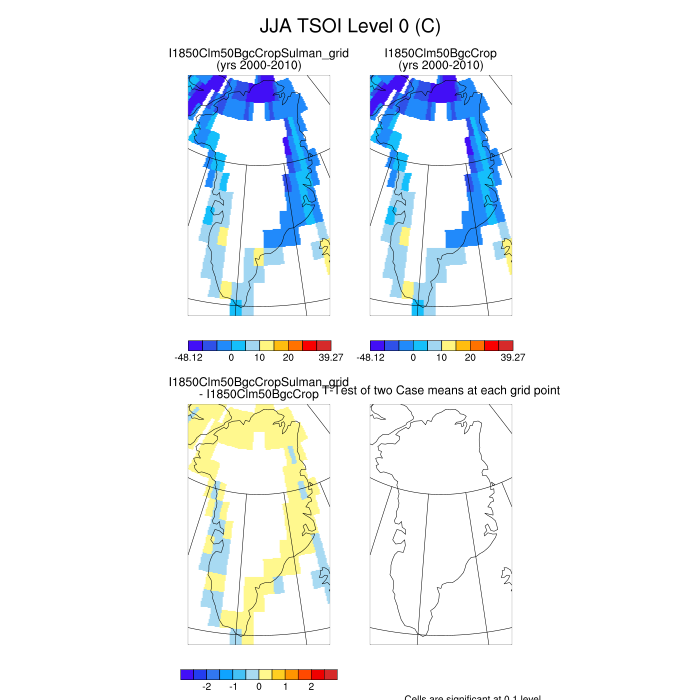 JJA TSOI Level 0 (C)
I1850Clm50BgcCropSulman_grid
(yrs 2000-2010)
I1850Clm50BgcCrop
(yrs 2000-2010)
-48.12 0 10 20 39.27
-48.12 0 10 20 39.27
I1850Clm50BgcCropSulman_grid
- I1850Clm50BgcCrop
T-Test of two Case means at each grid point
-2 -1 0 1 2
Cells are significant at 0.1 level